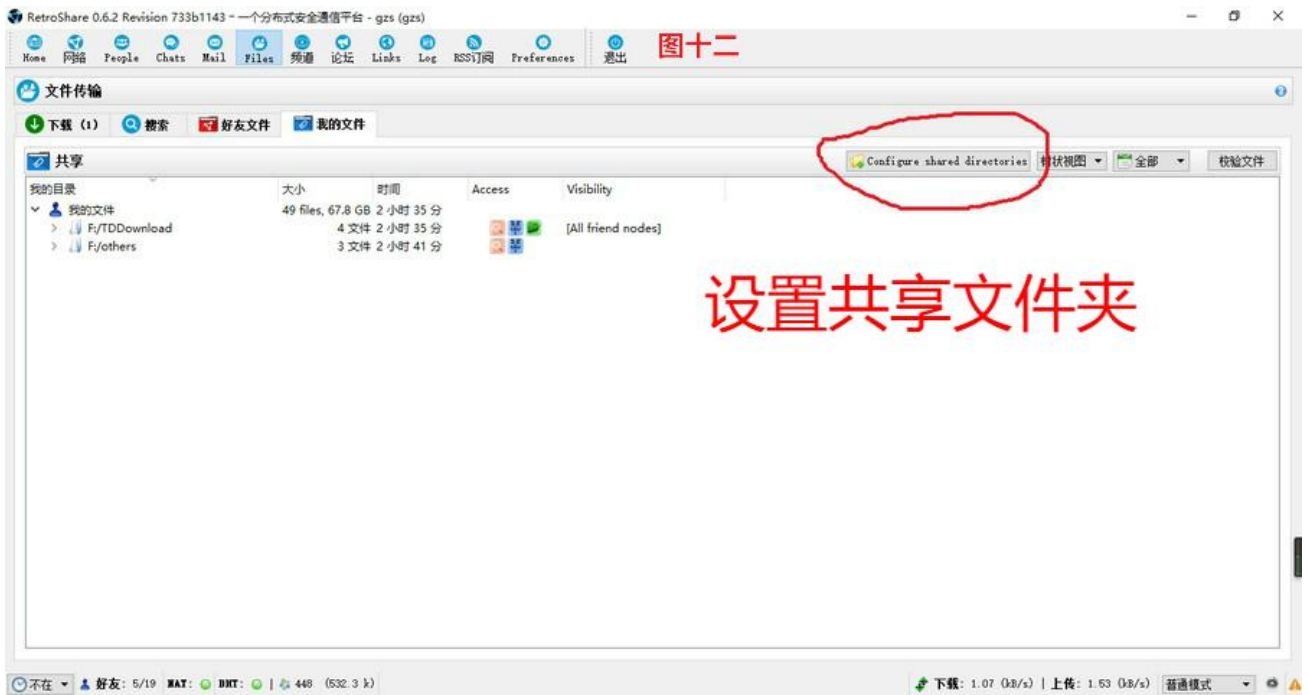 RetroShare 0.6.2 Revision 733b1143 - 一个分布式安全通信平台 - gzs (gzs)
Home 网络 People Chats Mail Files 频道 论坛 Links Log RSS订阅 Preferences 退出 图十二
文件传输
下载 (1) 搜索 好友文件 我的文件
共享 Configure shared directories 树状视图 全部 校验文件
我的目录 大小 时间 Access Visibility
我的文件 49 files, 67.8 GB 2 小时 35 分
F:/TDDownload 4 文件 2 小时 35 分 [All friend nodes]
F:/others 3 文件 2 小时 41 分
设置共享文件夹
不在 好友: 5/19 NAT: DHT: | 448 (532.3 k) 下载: 1.07 (kB/s) | 上传: 1.53 (kB/s) 普通模式